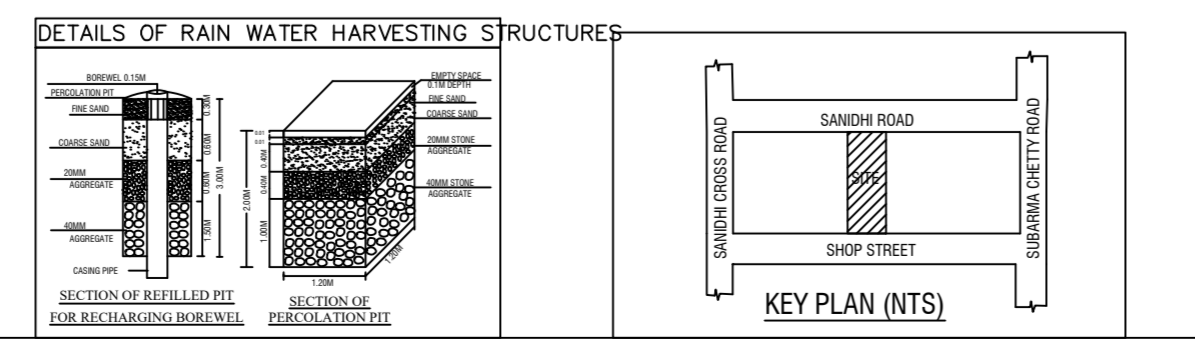 DETAILS OF RAIN WATER HARVESTING STRUCTURES
BOREWEL 0.15M
PERCOLATION PIT
FINE SAND
COARSE SAND
20MM
AGGREGATE
40MM
AGGREGATE
CASING PIPE
0.30M
0.60M
0.60M
1.50M
3.00M
SECTION OF REFILLED PIT
FOR RECHARGING BOREWEL
EMPTY SPACE
0.1M DEPTH
FINE SAND
COARSE SAND
20MM STONE
AGGREGATE
40MM STONE
AGGREGATE
0.01
0.01
0.40M
0.40M
1.00M
2.00M
1.20M
1.20M
SECTION OF
PERCOLATION PIT
SANIDHI CROSS ROAD
SANIDHI ROAD
SITE
SHOP STREET
SUBARMA CHETTY ROAD
KEY PLAN (NTS)